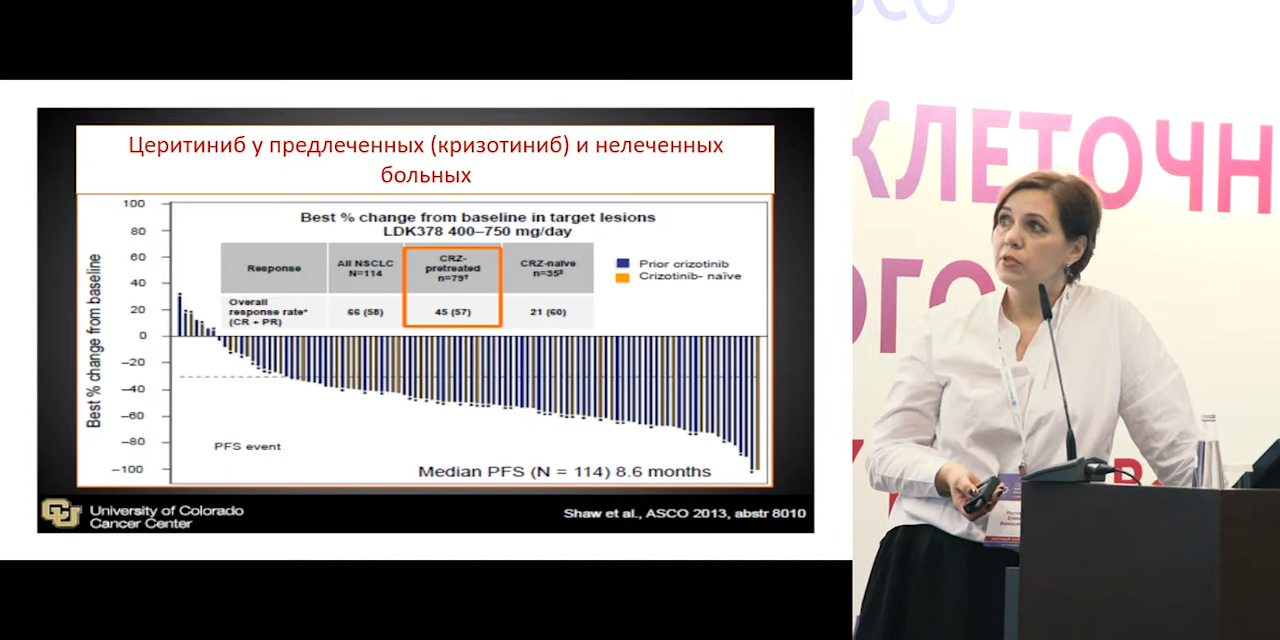 Церитиниб у предлеченных (кризотиниб) и нелеченных
больных
Best % change from baseline in target lesions
LDK378 400–750 mg/day
Best % change from baseline
100
80
60
40
20
0
–20
–40
–60
–80
–100
Response
All NSCLC
N=114
CRZ-
pretreated
n=79†
CRZ-naïve
n=35‡
Overall
response rate*
(CR + PR)
66 (58)
45 (57)
21 (60)
Prior crizotinib
Crizotinib- naïve
PFS event
Median PFS (N = 114) 8.6 months
CU
University of Colorado
Cancer Center
Shaw et al., ASCO 2013, abstr 8010
SCO
КЛЕТОЧН
ОГО